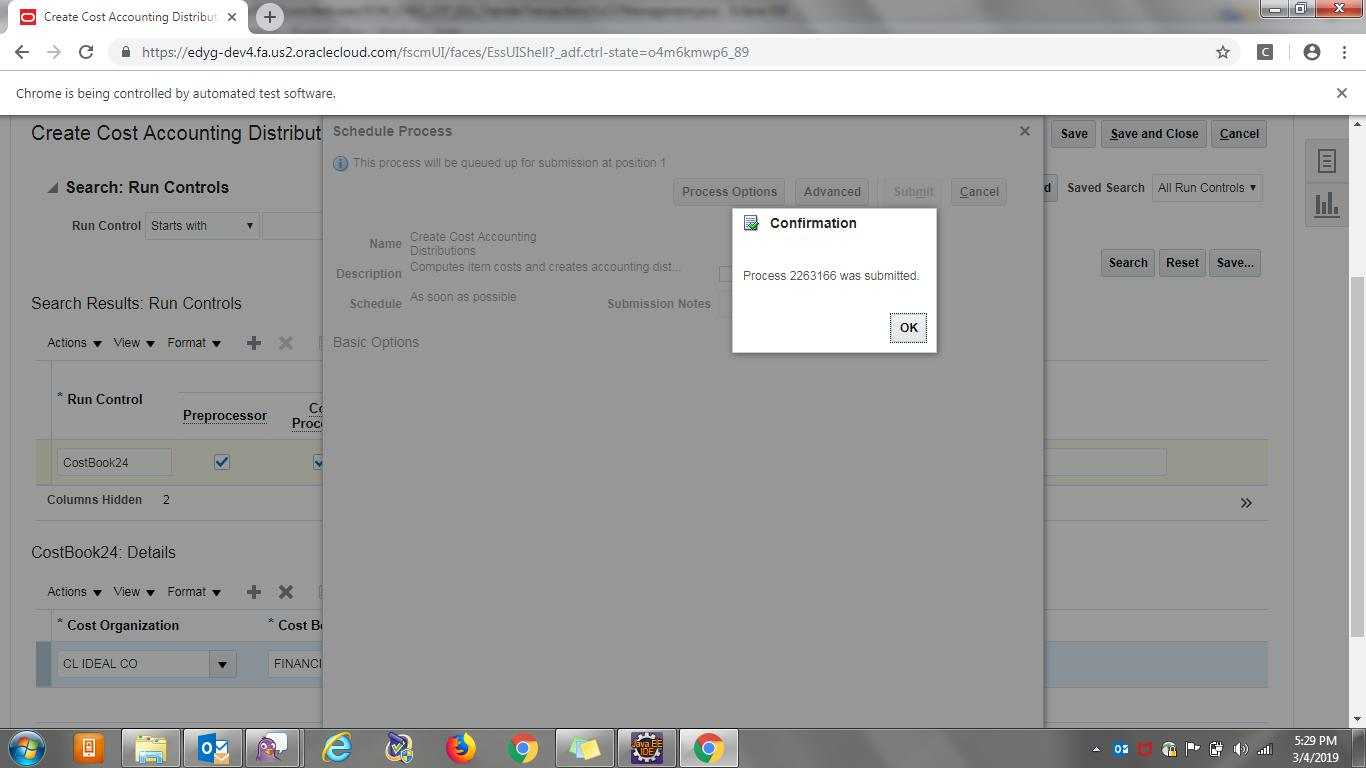 Create Cost Accounting Distribut
https://edyg-dev4.fa.us2.oraclecloud.com/fscmUI/faces/EssUIShell?_adf.ctrl-state=o4m6kmwp6_89
C
Chrome is being controlled by automated test software.
Create Cost Accounting Distribut
Schedule Process
Save
Save and Close
Cancel
This process will be queued up for submission at position 1
Search: Run Controls
Process Options
Advanced
Submit
Cancel
d
Saved Search
All Run Controls
Run Control
Starts with
Confirmation
Name
Create Cost Accounting
Distributions
Description
Computes item costs and creates accounting dist...
Process 2263166 was submitted.
Search
Reset
Save...
Schedule
As soon as possible
Submission Notes
Search Results: Run Controls
OK
Actions
View
Format
Basic Options
* Run Control
Preprocessor
Co
Proce
CostBook24
Columns Hidden 2
CostBook24: Details
Actions
View
Format
* Cost Organization
* Cost Bo
CL IDEAL CO
FINANCI
Java EE
IDE
5:29 PM
3/4/2019